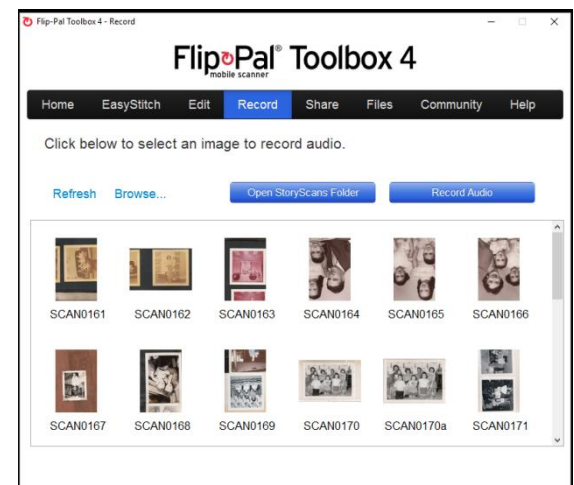 Flip-Pal Toolbox 4 - Record
Flip Pal® Toolbox 4
mobile scanner
Home EasyStitch Edit Record Share Files Community Help
Click below to select an image to record audio.
Refresh Browse... Open StoryScans Folder Record Audio
SCAN0161 SCAN0162 SCAN0163 SCAN0164 SCAN0165 SCAN0166
SCAN0167 SCAN0168 SCAN0169 SCAN0170 SCAN0170a SCAN0171